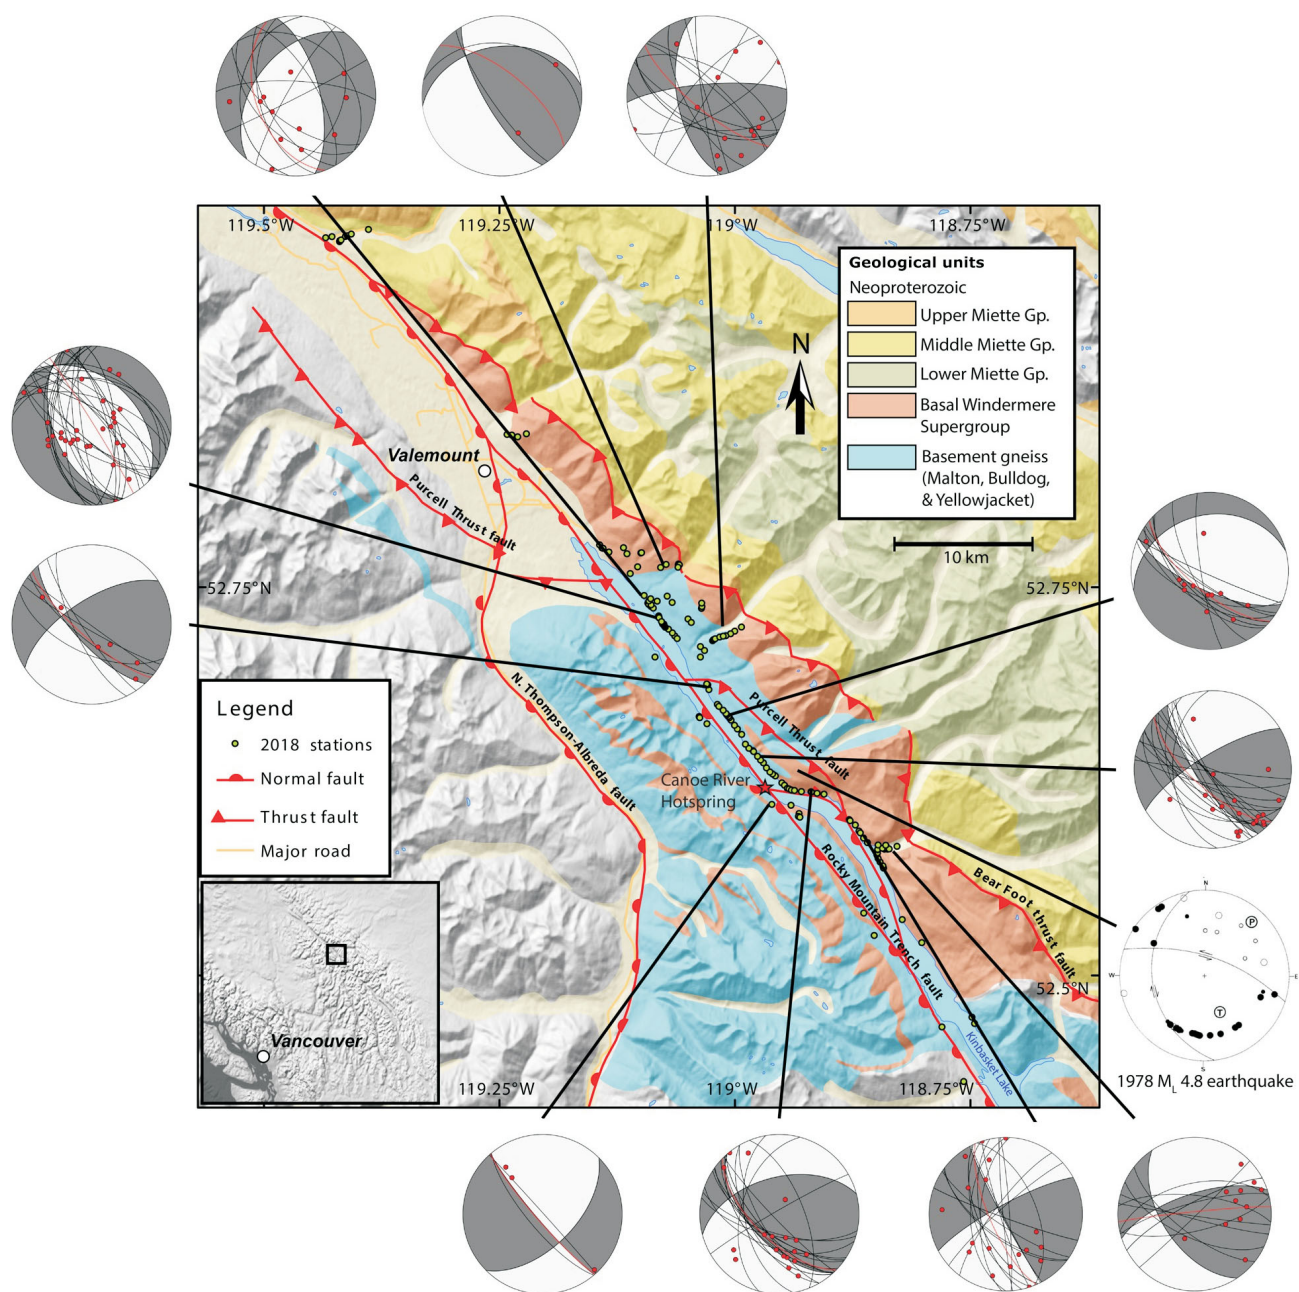 119.5°W
119.25°W
119°W
118.75°W
Geological units
Neoproterozoic
Upper Miette Gp.
Middle Miette Gp.
Lower Miette Gp.
Basal Windermere
Supergroup
Basement gneiss
(Malton, Bulldog,
& Yellowjacket)
N
10 km
Valemount
Purcell Thrust fault
52.75°N
52.75°N
N. Thompson-Albreda fault
Purcell Thrust fault
Canoe River
Hotspring
Rocky Mountain Trench fault
Bear Foot thrust fault
Legend
2018 stations
Normal fault
Thrust fault
Major road
Vancouver
52.5°N
Kinbasket Lake
119.25°W
119°W
118.75°W
N
P
W
E
T
S
1978 ML 4.8 earthquake